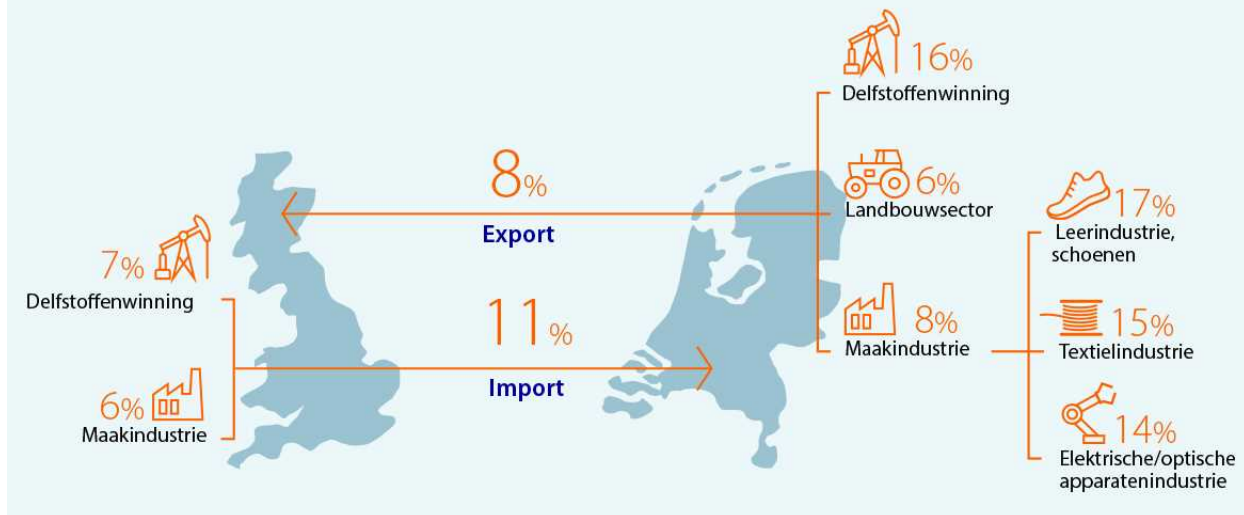 16%
Delfstoffenwinning
8%
Export
6%
Landbouwsector
17%
Leerindustrie,
schoenen
7%
Delfstoffenwinning
11%
Import
8%
Maakindustrie
15%
Textielindustrie
6%
Maakindustrie
14%
Elektrische/optische
apparatenindustrie